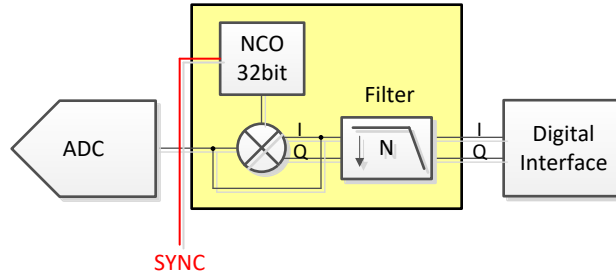 NCO
32bit
Filter
ADC
I
Q
N
I
Q
Digital
Interface
SYNC